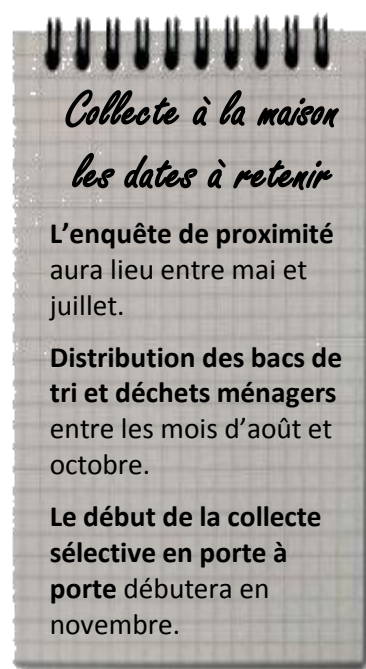 Collecte à la maison
les dates à retenir
L'enquête de proximité
aura lieu entre mai et
juillet.
Distribution des bacs de
tri et déchets ménagers
entre les mois d'août et
octobre.
Le début de la collecte
sélective en porte à
porte débutera en
novembre.